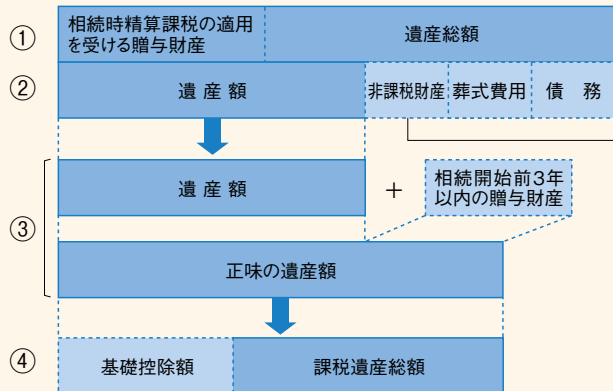 ① 相続時精算課税の適用
を受ける贈与財産 遺産総額
② 遺産額 非課税財産 葬式費用 債務
③ 遺産額 + 相続開始前3年
以内の贈与財産
正味の遺産額
④ 基礎控除額 課税遺産総額